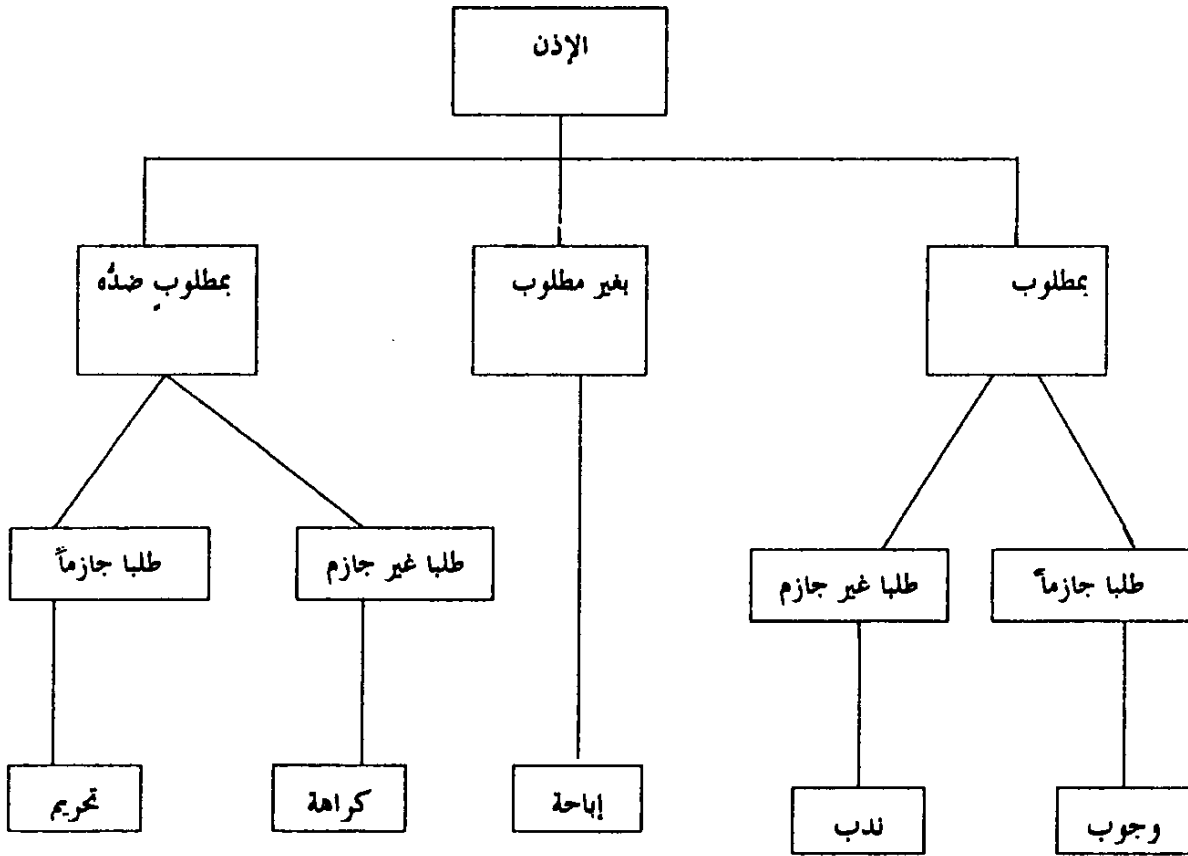 الإذن
بمطلوب
بغير مطلوب
بمطلوبٍ ضدُّه
طلبا جازماً
طلبا غير جازم
طلبا غير جازم
طلبا جازماً
وجوب
ندب
إباحة
كراهة
تحريم